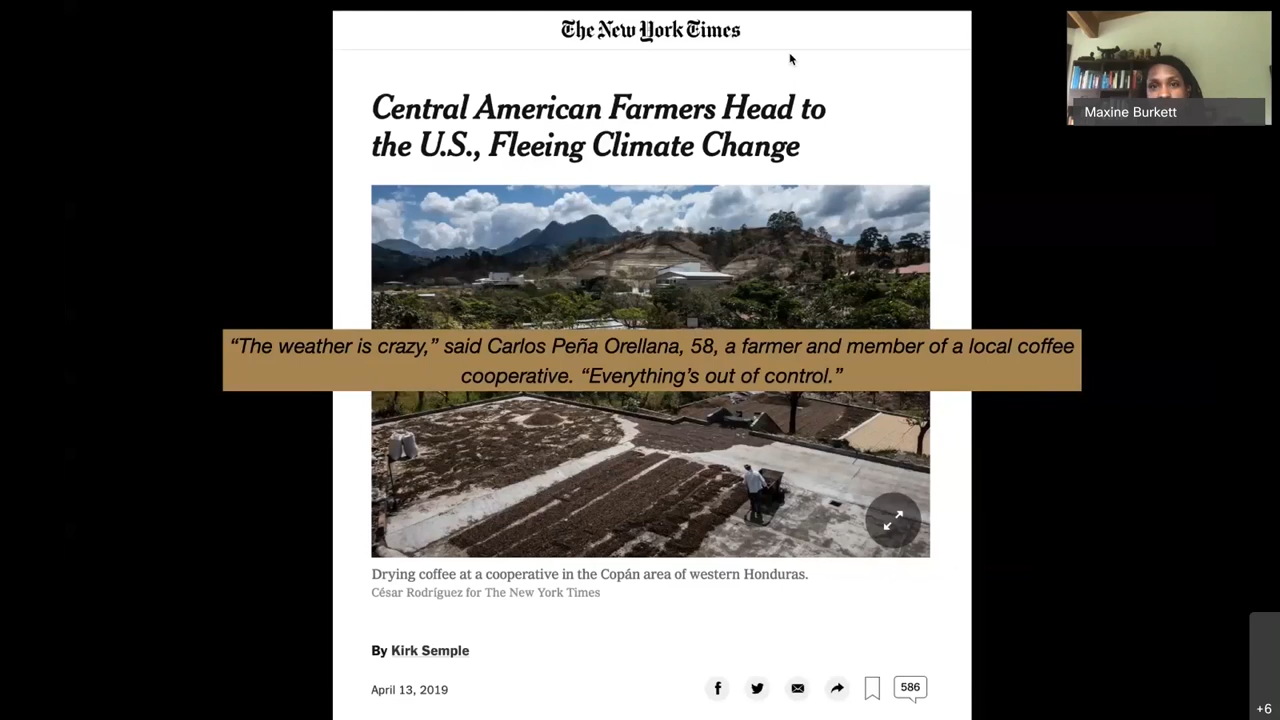 The New York Times
Maxine Burkett
Central American Farmers Head to
the U.S., Fleeing Climate Change
“The weather is crazy,” said Carlos Peña Orellana, 58, a farmer and member of a local coffee
cooperative. “Everything’s out of control.”
Drying coffee at a cooperative in the Copán area of western Honduras.
César Rodríguez for The New York Times
By Kirk Semple
April 13, 2019
586
+6